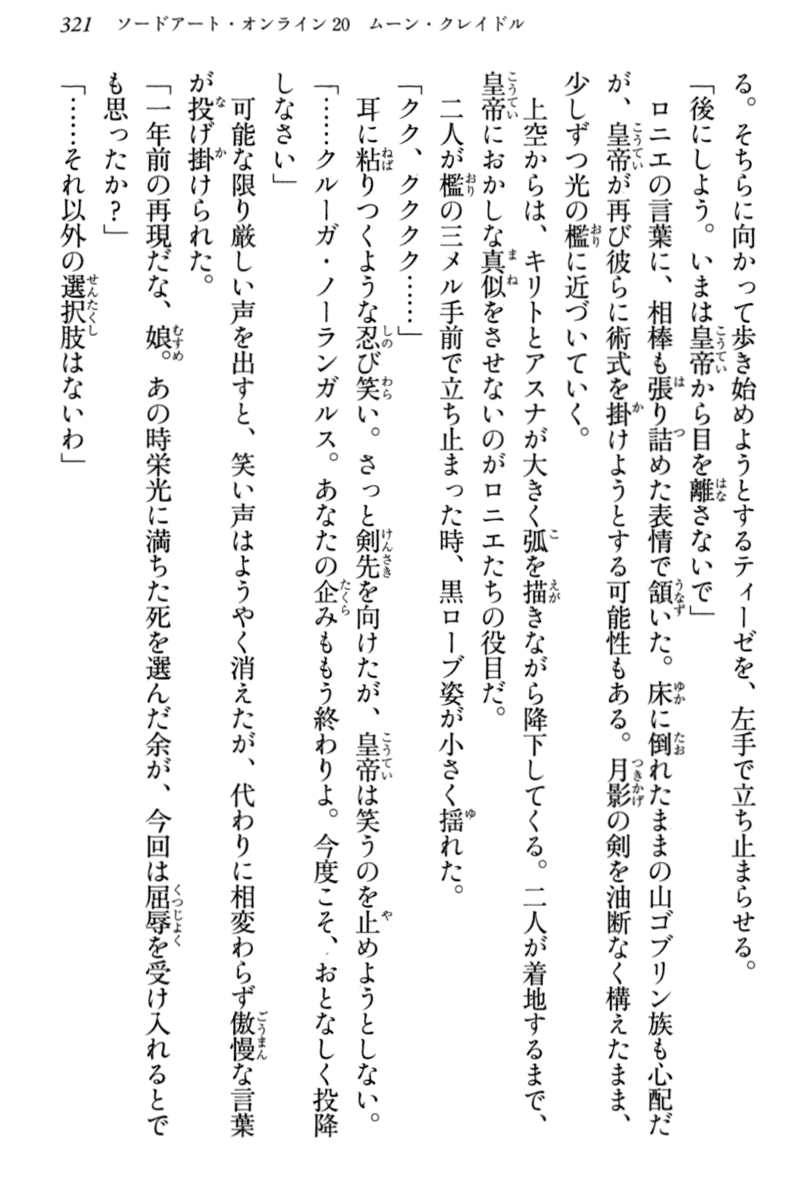 321　ソードアート・オンライン20　ムーン・クレイドル
る。そちらに向かって歩き始めようとするティーゼを、左手で立ち止まらせる。
「後にしよう。いまは皇帝から目を離さないで」
　ロニエの言葉に、相棒も張り詰めた表情で頷いた。床に倒れたままの山ゴブリン族も心配だ
が、皇帝が再び彼らに術式を掛けようとする可能性もある。月影の剣を油断なく構えたまま、
少しずつ光の檻に近づいていく。
　上空からは、キリトとアスナが大きく弧を描きながら降下してくる。二人が着地するまで、
皇帝におかしな真似をさせないのがロニエたちの役目だ。
　二人が檻の三メル手前で立ち止まった時、黒ローブ姿が小さく揺れた。
「クク、クククク……」
　耳に粘りつくような忍び笑い。さっと剣先を向けたが、皇帝は笑うのを止めようとしない。
「……クルーガ・ノーランガルス。あなたの企みももう終わりよ。今度こそ、おとなしく投降
しなさい」
　可能な限り厳しい声を出すと、笑い声はようやく消えたが、代わりに相変わらず傲慢な言葉
が投げ掛けられた。
「一年前の再現だな、娘。あの時栄光に満ちた死を選んだ余が、今回は屈辱を受け入れるとで
も思ったか？」
「……それ以外の選択肢はないわ」